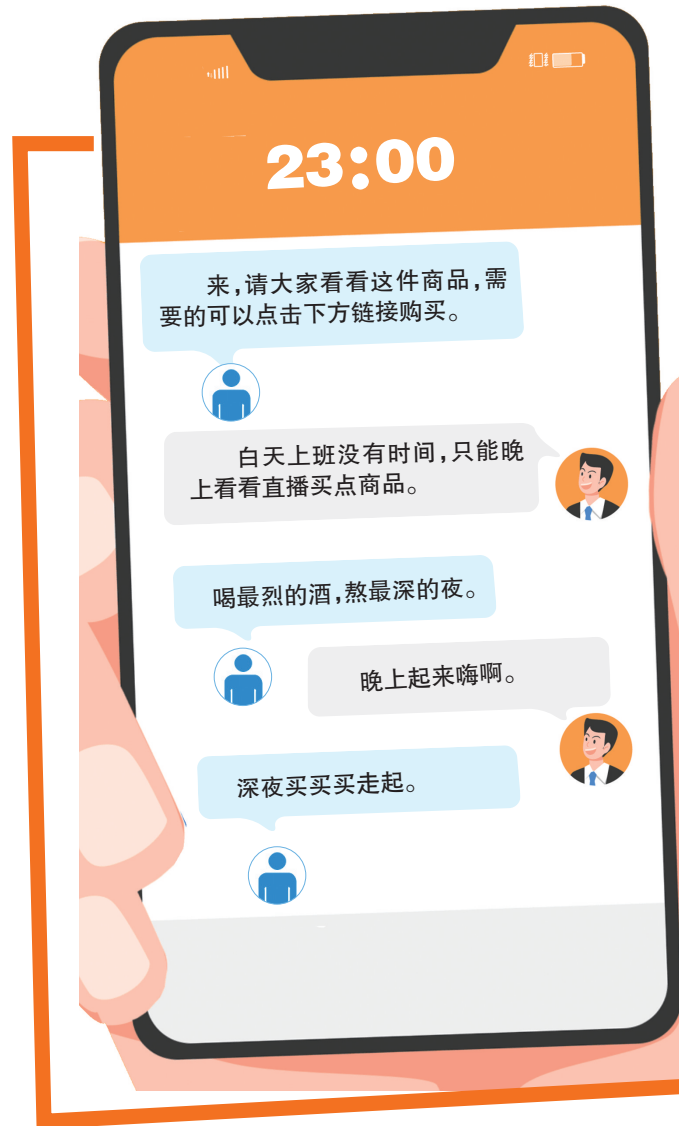 23:00
来,请大家看看这件商品,需
要的可以点击下方链接购买。
白天上班没有时间,只能晚
上看看直播买点商品。
喝最烈的酒,熬最深的夜。
晚上起来嗨啊。
深夜买买买走起。